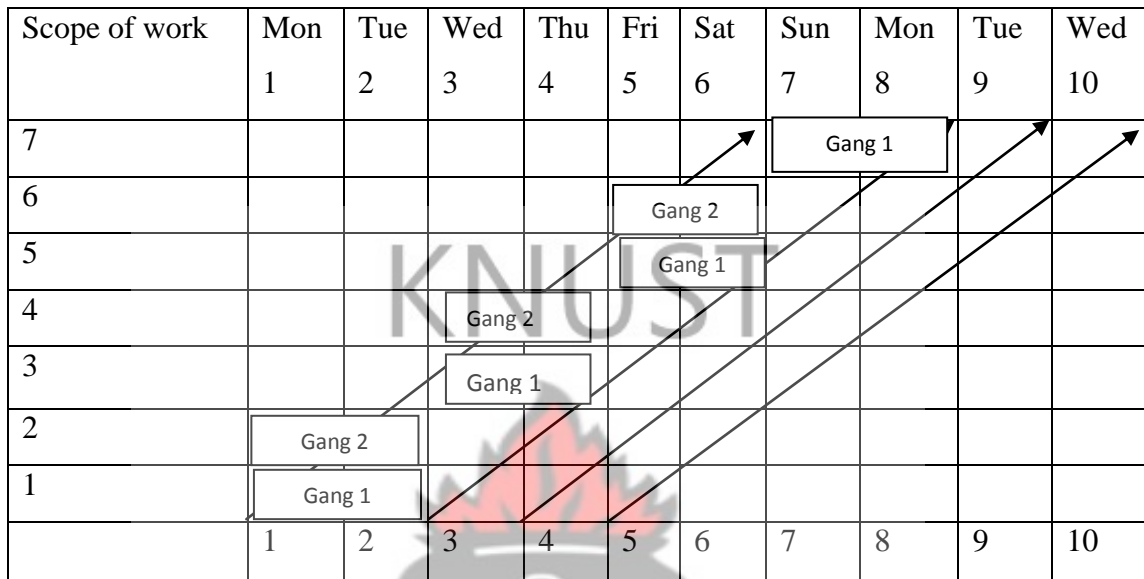 Scope of work Mon Tue Wed Thu Fri Sat Sun Mon Tue Wed
1 2 3 4 5 6 7 8 9 10
7 Gang 1
6 Gang 2
5 Gang 1
KNUST
4 Gang 2
3 Gang 1
2 Gang 2
1 Gang 1
1 2 3 4 5 6 7 8 9 10